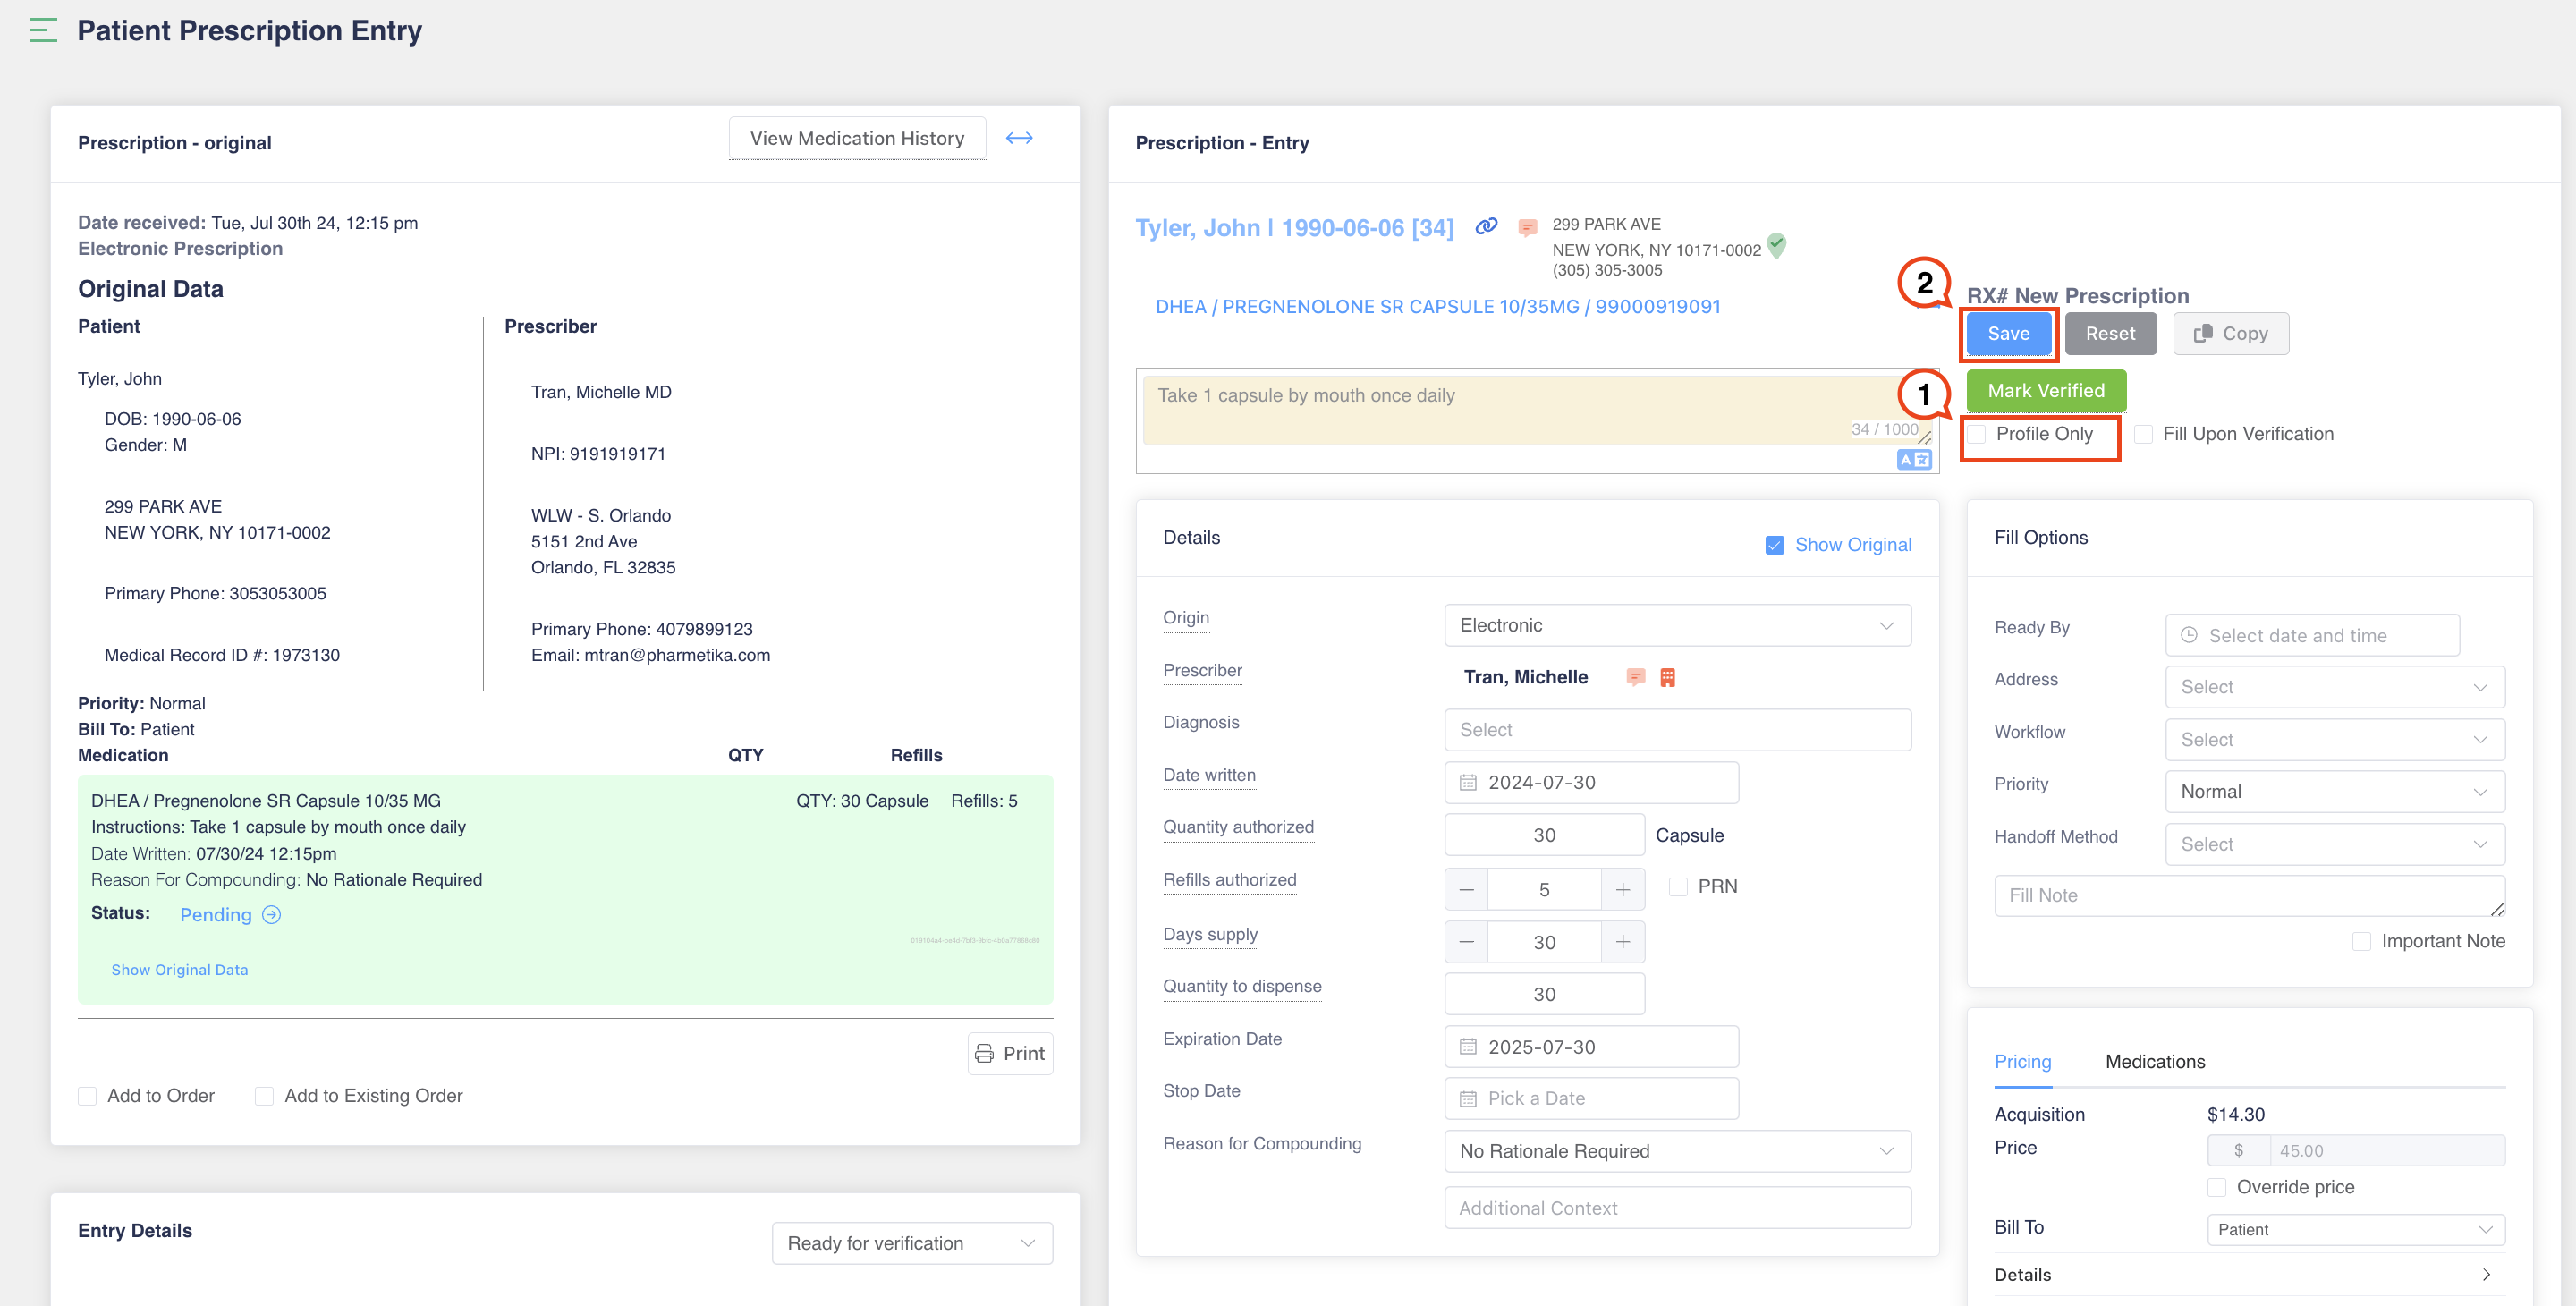 Patient Prescription Entry
Prescription - original
View Medication History
Date received: Tue, Jul 30th 24, 12:15 pm
Electronic Prescription
Original Data
Patient
Tyler, John
DOB: 1990-06-06
Gender: M
299 PARK AVE
NEW YORK, NY 10171-0002
Primary Phone: 3053053005
Medical Record ID #: 1973130
Prescriber
Tran, Michelle MD
NPI: 9191919171
WLW - S. Orlando
5151 2nd Ave
Orlando, FL 32835
Primary Phone: 4079899123
Email: mtran@pharmetika.com
Priority: Normal
Bill To: Patient
Medication QTY Refills
DHEA / Pregnenolone SR Capsule 10/35 MG QTY: 30 Capsule Refills: 5
Instructions: Take 1 capsule by mouth once daily
Date Written: 07/30/24 12:15pm
Reason For Compounding: No Rationale Required
Status: Pending
Show Original Data
Print
Add to Order Add to Existing Order
Entry Details
Ready for verification
Prescription - Entry
Tyler, John | 1990-06-06 [34]
299 PARK AVE
NEW YORK, NY 10171-0002
(305) 305-3005
DHEA / PREGNENOLONE SR CAPSULE 10/35MG / 99000919091
Take 1 capsule by mouth once daily
34 / 1000
A
2
RX# New Prescription
Save Reset Copy
1
Mark Verified
Profile Only Fill Upon Verification
Details
Show Original
Origin Electronic
Prescriber Tran, Michelle
Diagnosis Select
Date written 2024-07-30
Quantity authorized 30 Capsule
Refills authorized 5 PRN
Days supply 30
Quantity to dispense 30
Expiration Date 2025-07-30
Stop Date Pick a Date
Reason for Compounding No Rationale Required
Additional Context
Fill Options
Ready By Select date and time
Address Select
Workflow Select
Priority Normal
Handoff Method Select
Fill Note
Important Note
Pricing Medications
Acquisition $14.30
Price $ 45.00
Override price
Bill To Patient
Details